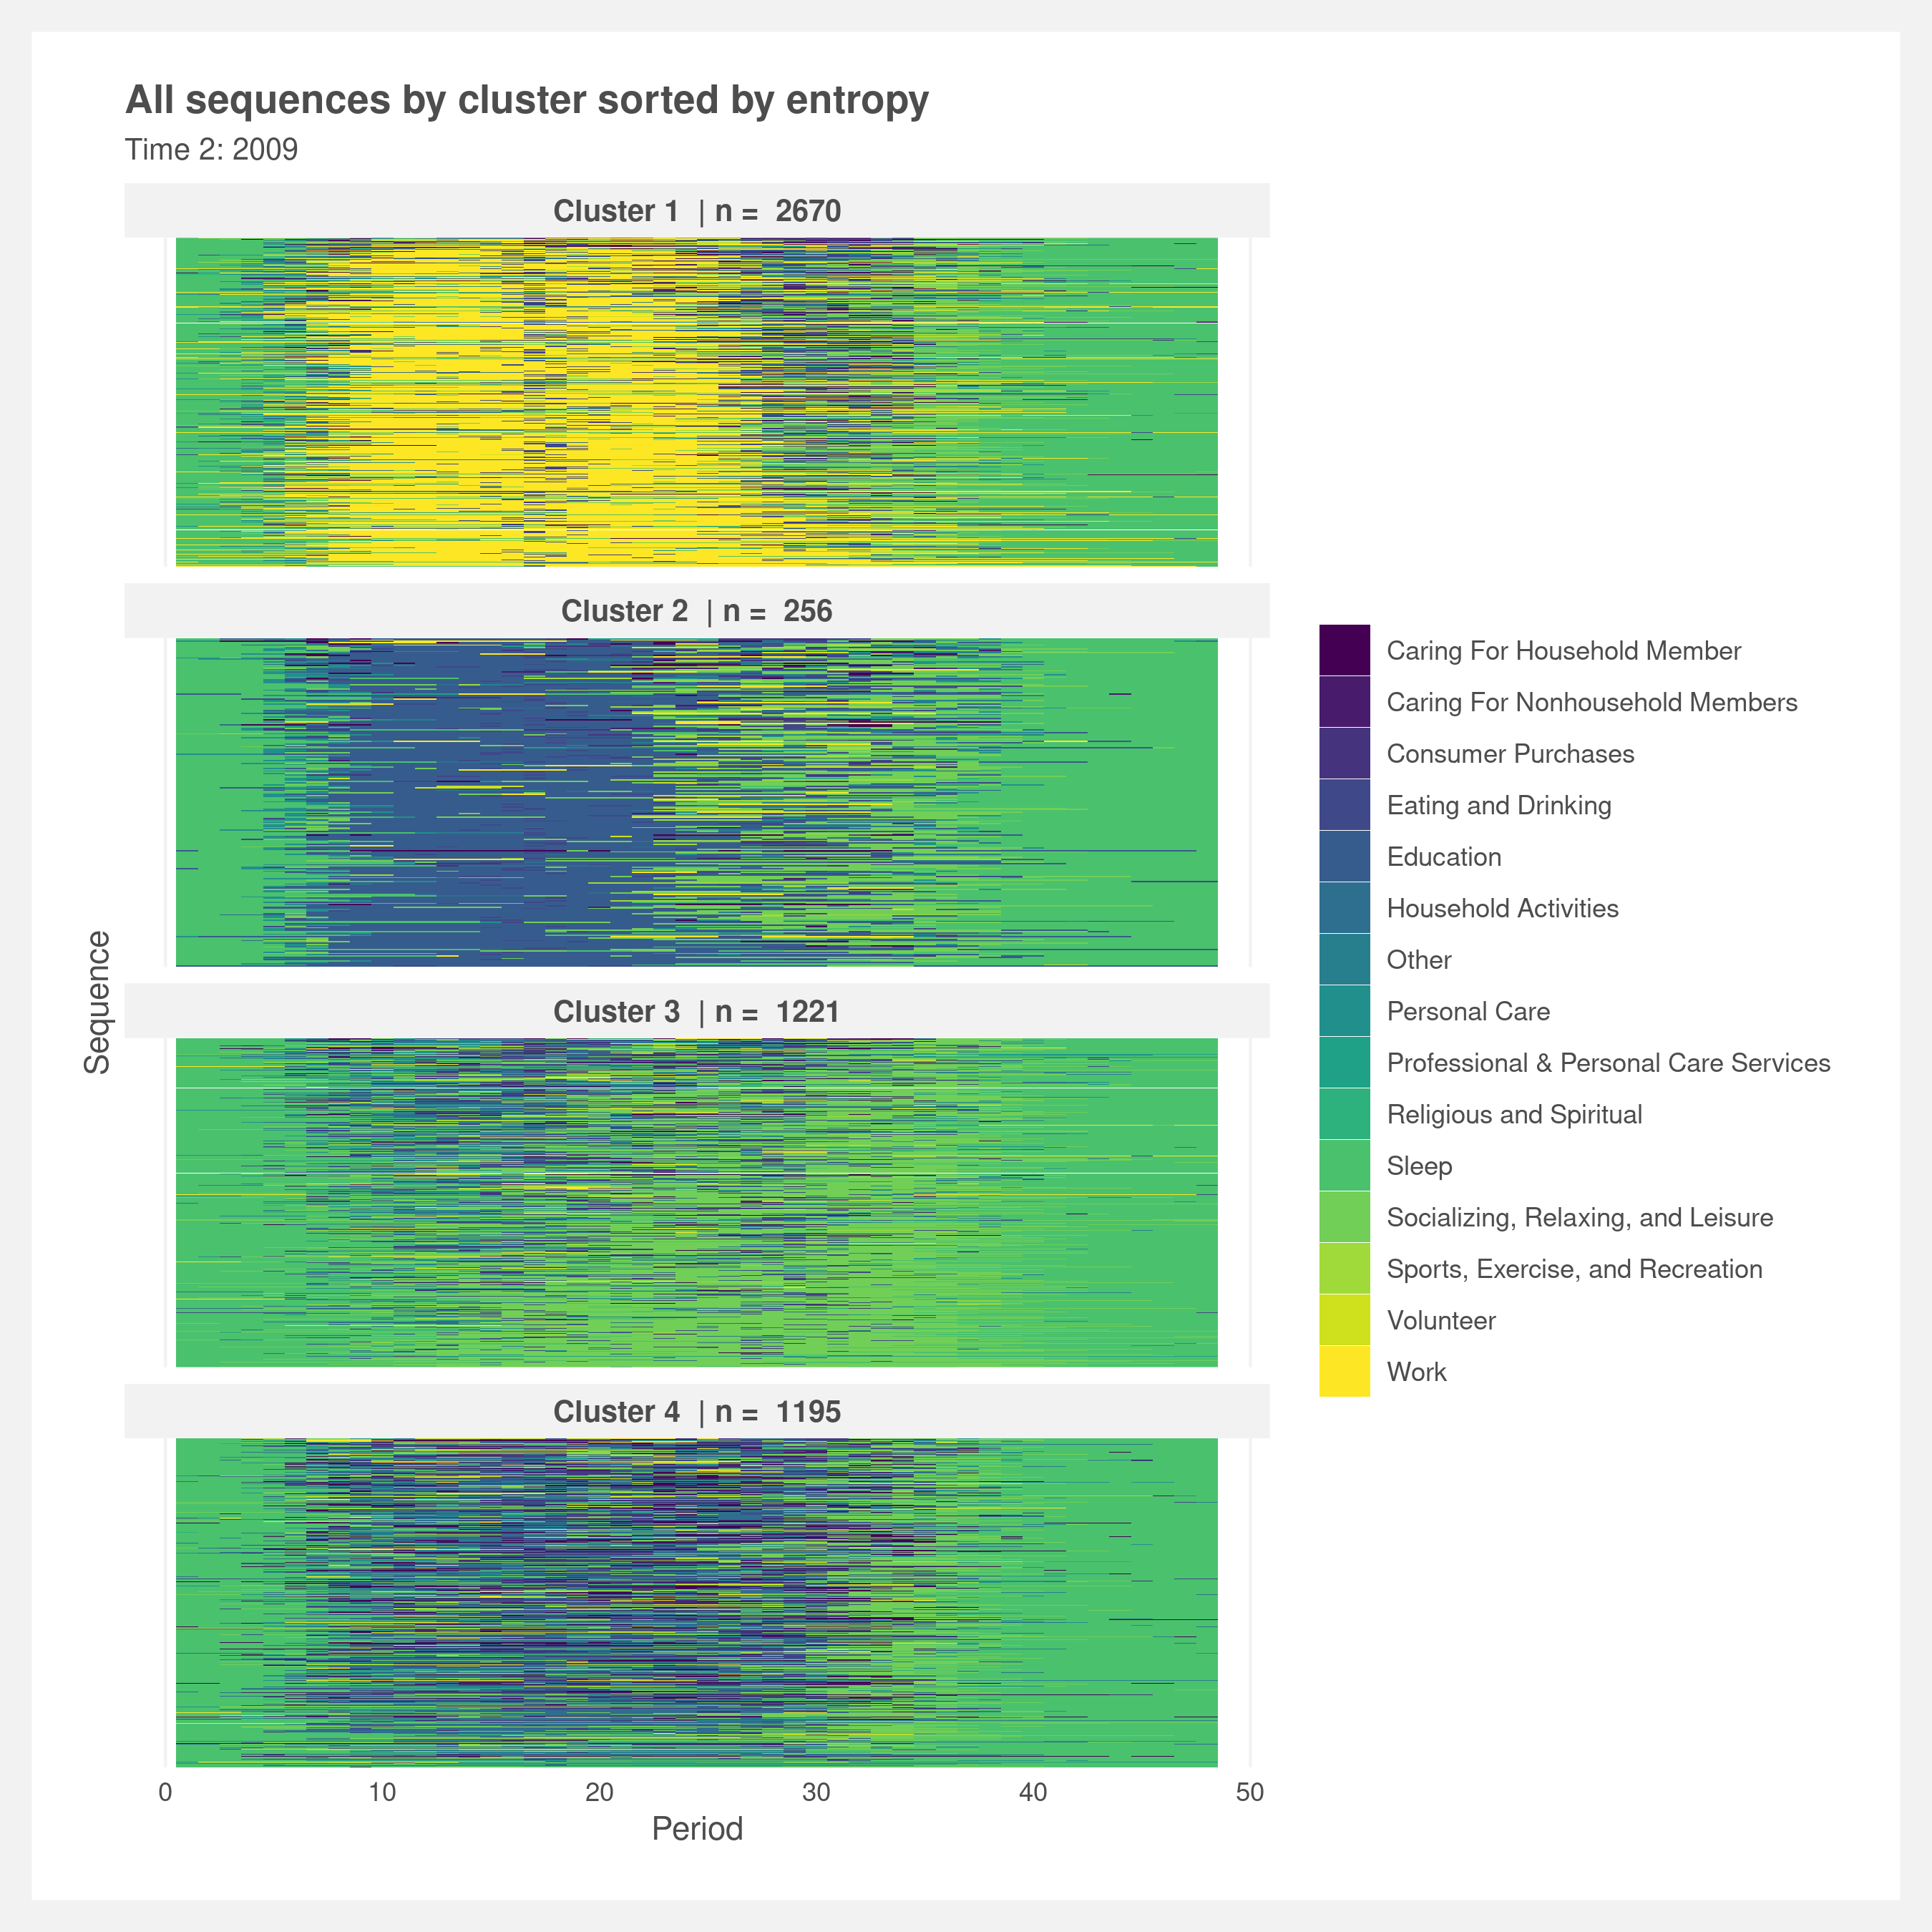 All sequences by cluster sorted by entropy
Time 2: 2009
Cluster 1 | n = 2670
Cluster 2 | n = 256
Cluster 3 | n = 1221
Cluster 4 | n = 1195
Sequence
0 10 20 30 40 50
Period
Caring For Household Member
Caring For Nonhousehold Members
Consumer Purchases
Eating and Drinking
Education
Household Activities
Other
Personal Care
Professional & Personal Care Services
Religious and Spiritual
Sleep
Socializing, Relaxing, and Leisure
Sports, Exercise, and Recreation
Volunteer
Work